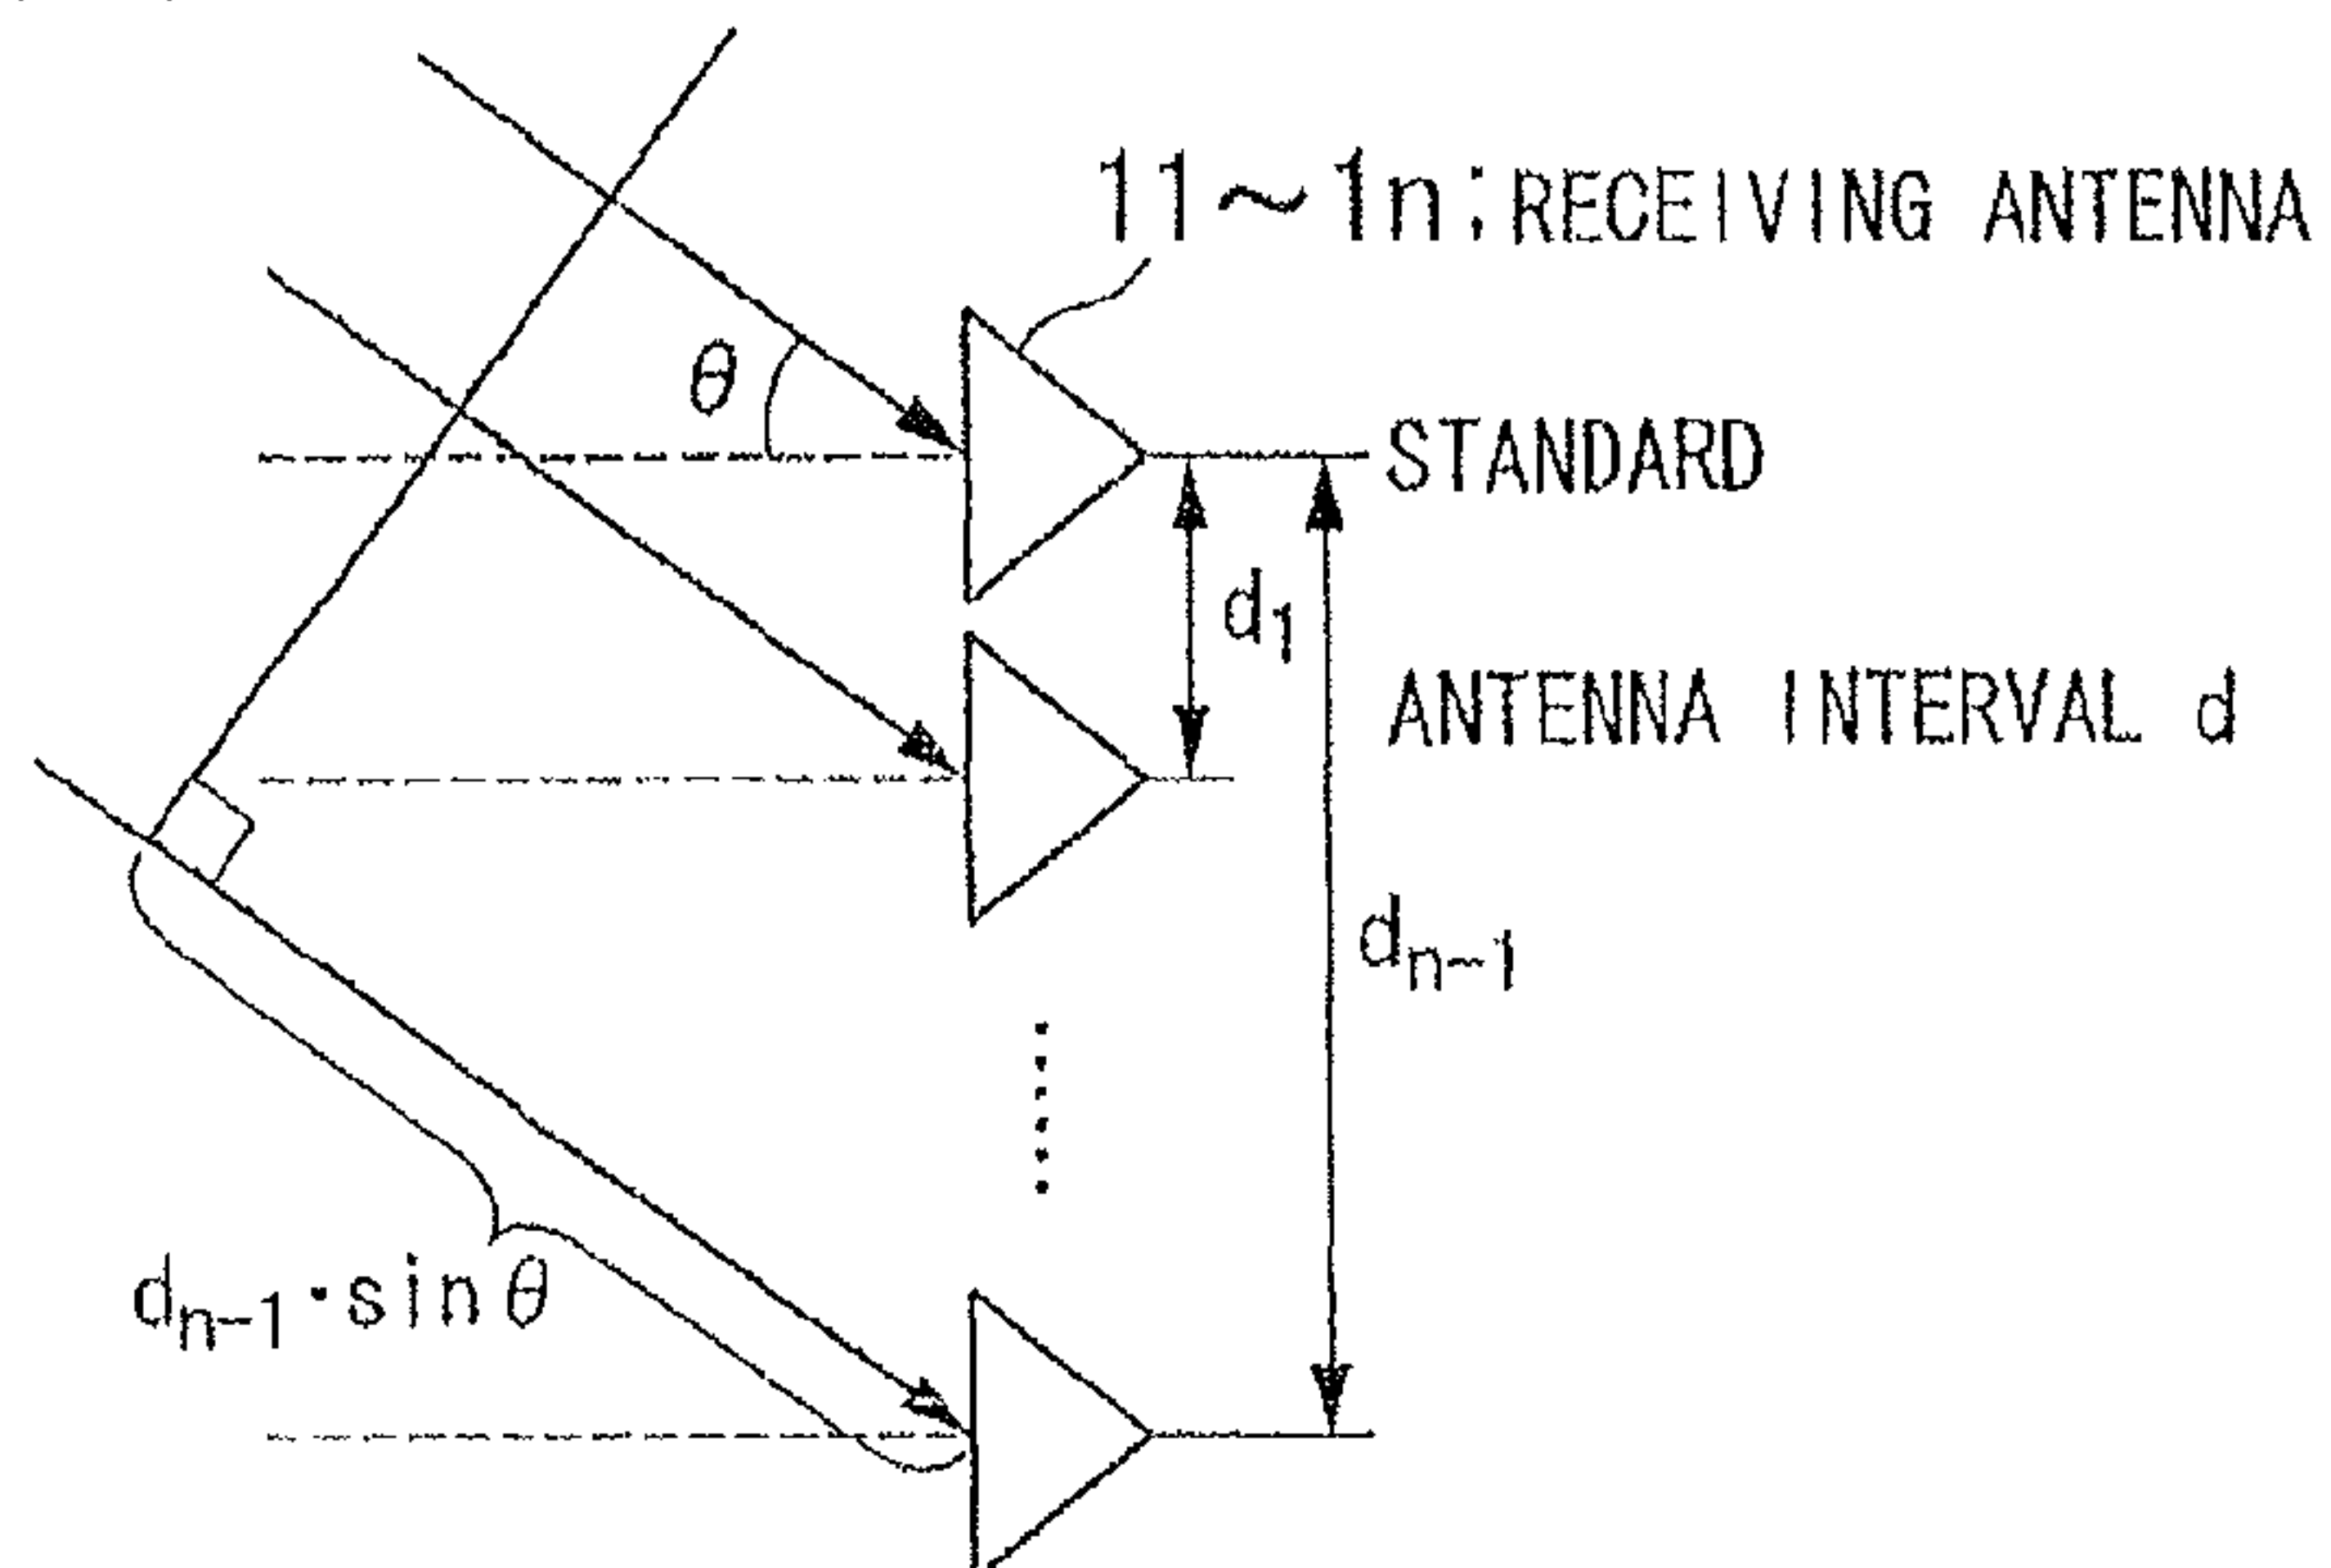 11～1n;RECEIVING ANTENNA
θ
STANDARD
d1
ANTENNA INTERVAL d
dn-1
dn-1·sinθ